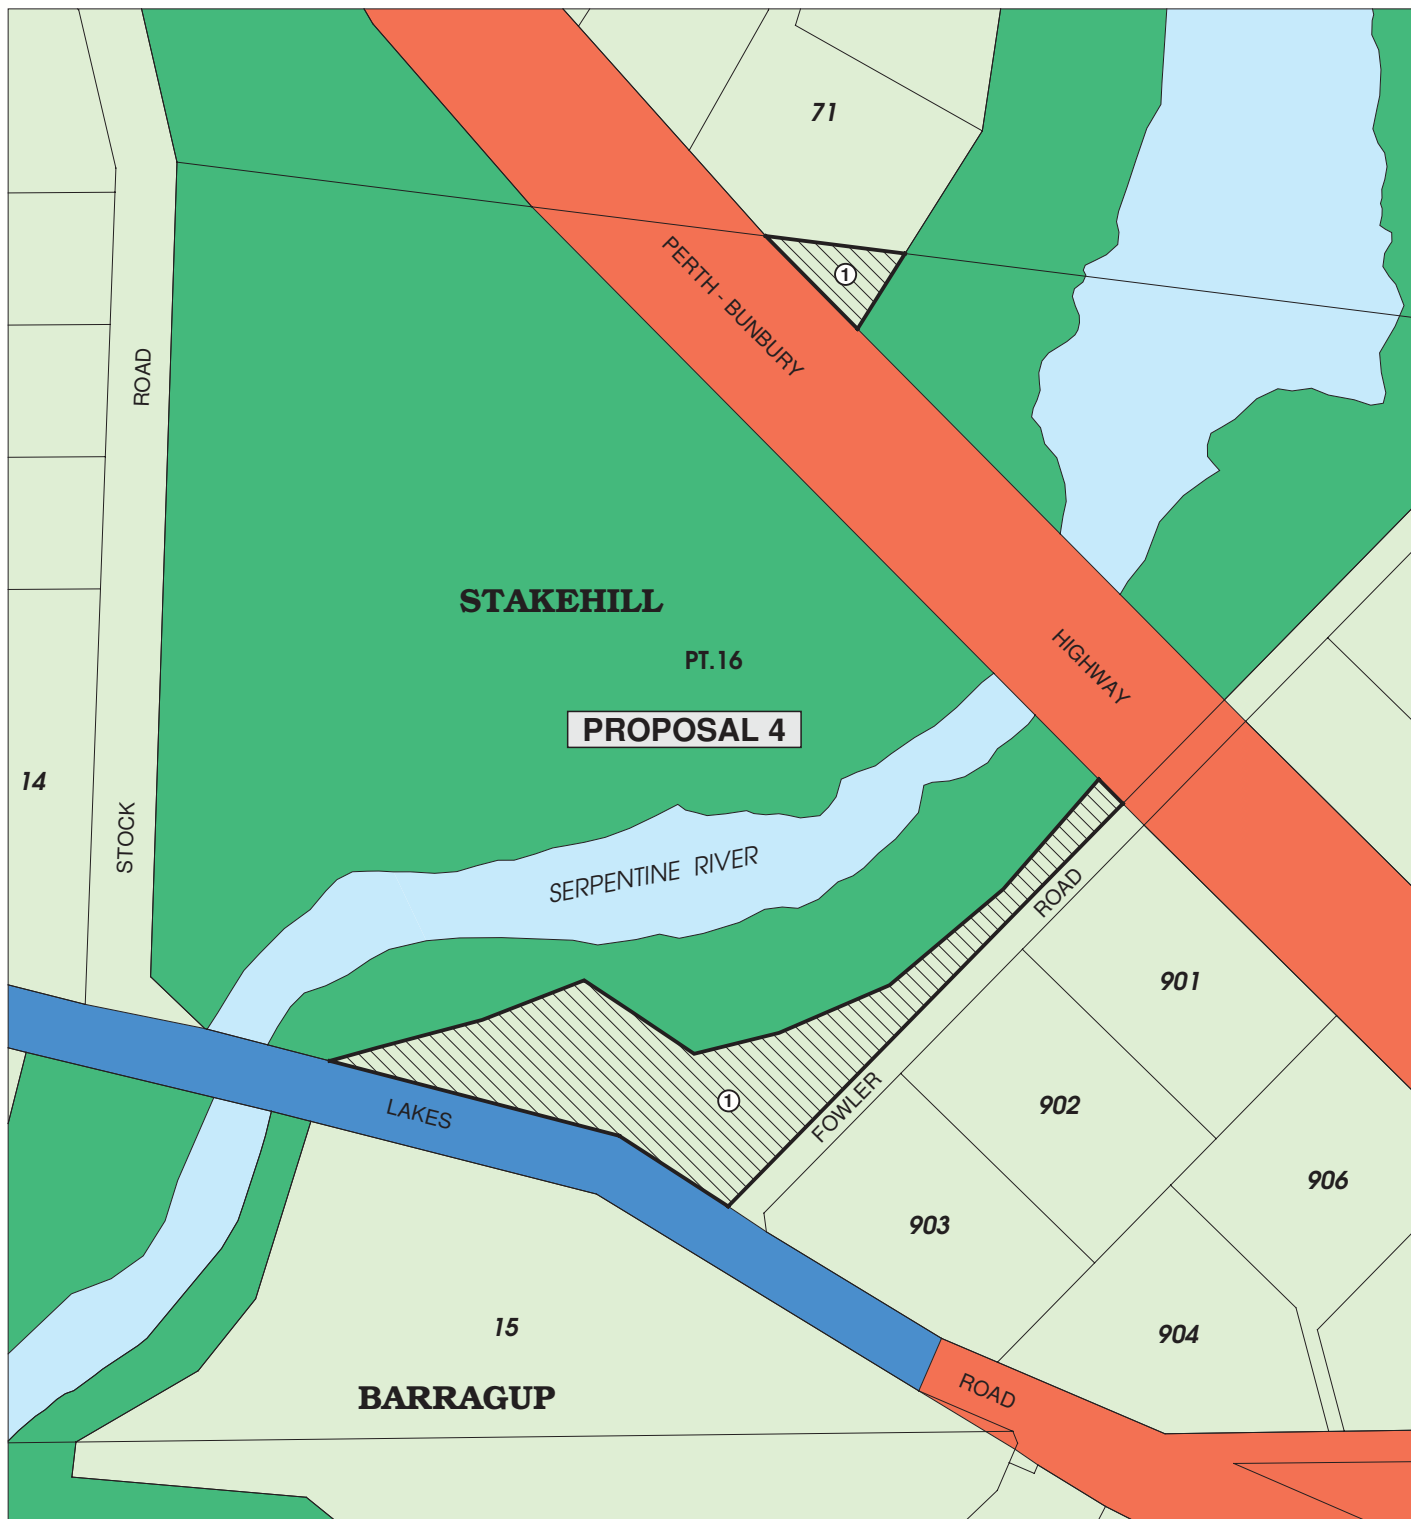 71
1
PERTH - BUNBURY
ROAD
STAKEHILL
HIGHWAY
PT.16
PROPOSAL 4
14
STOCK
SERPENTINE RIVER
ROAD
901
1
LAKES
FOWLER
902
906
903
15
904
BARRAGUP
ROAD